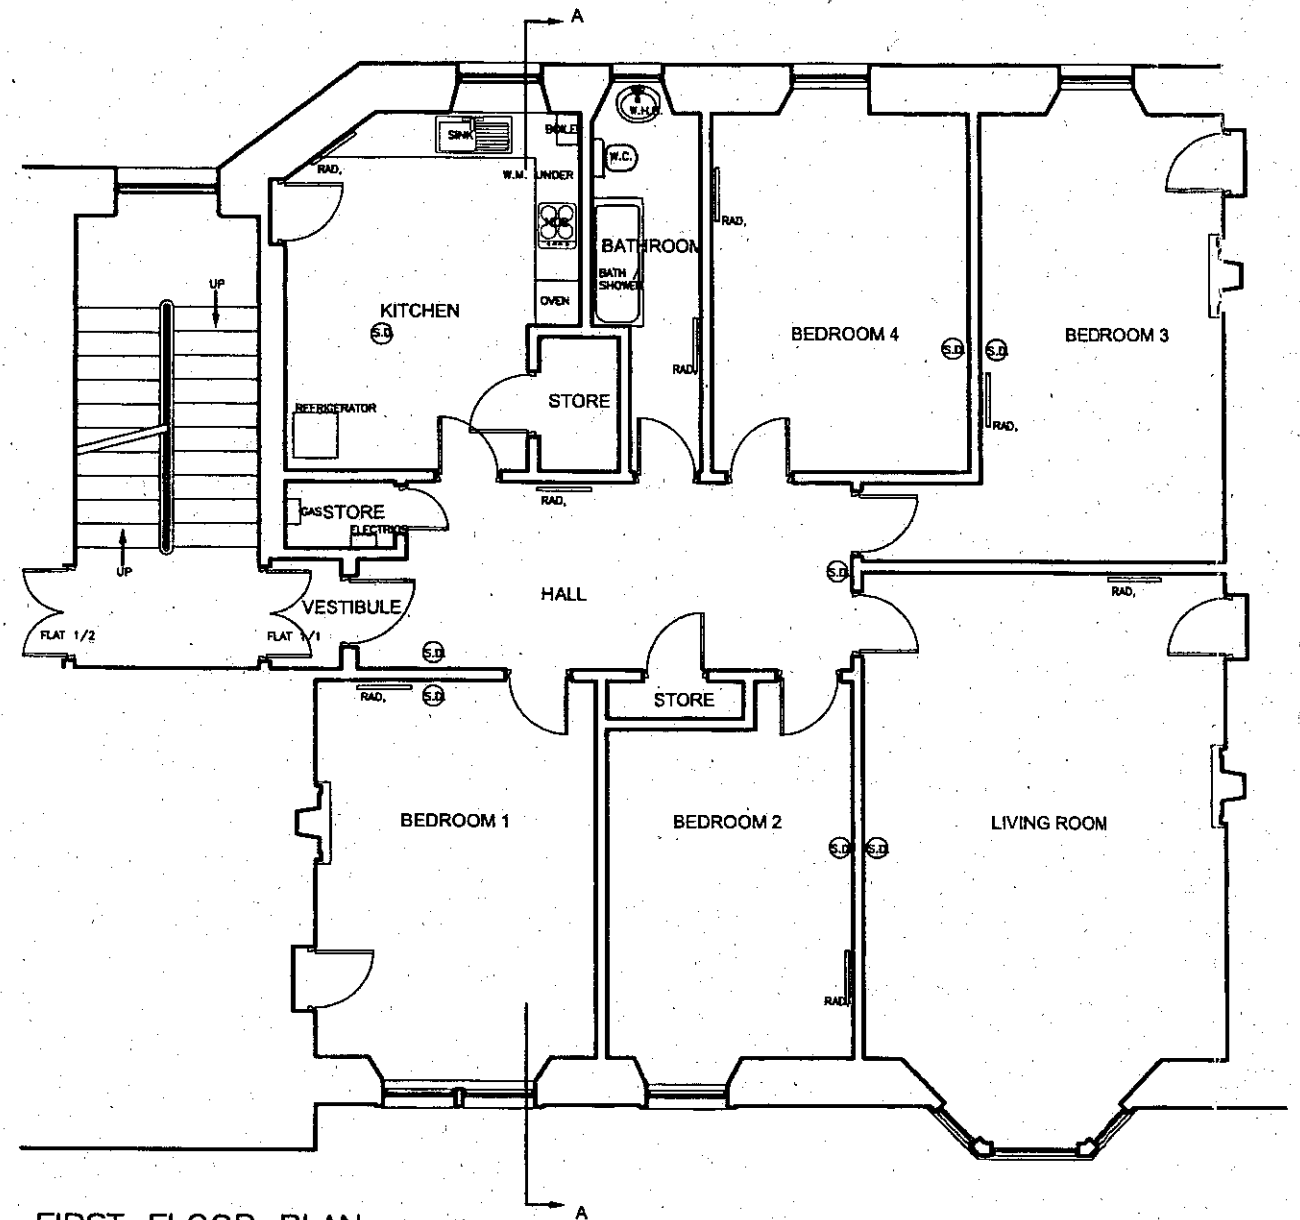 A
SINK
BOILER
W.H.B.
RAD,
W.M. UNDER
W.C.
HOB
RAD,
BATHROOM
BATH /
SHOWER
UP
OVEN
KITCHEN
S.D.
BEDROOM 4
BEDROOM 3
S.D.
S.D.
RAD,
STORE
REFRIGERATOR
RAD,
RAD,
GAS
STORE
ELECTRICS
UP
HALL
S.D.
RAD,
VESTIBULE
FLAT 1/2
FLAT 1/1
S.D.
RAD,
S.D.
STORE
BEDROOM 1
BEDROOM 2
LIVING ROOM
S.D.
S.D.
RAD,
A
FIRST FLOOR PLAN